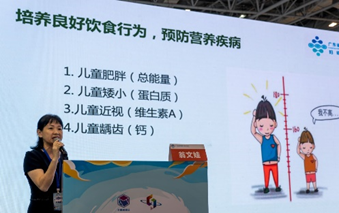 培养良好饮食行为，预防营养疾病
1. 儿童肥胖（总能量）
2. 儿童矮小（蛋白质）
3. 儿童近视（维生素A）
4. 儿童龋齿（钙）
我不高